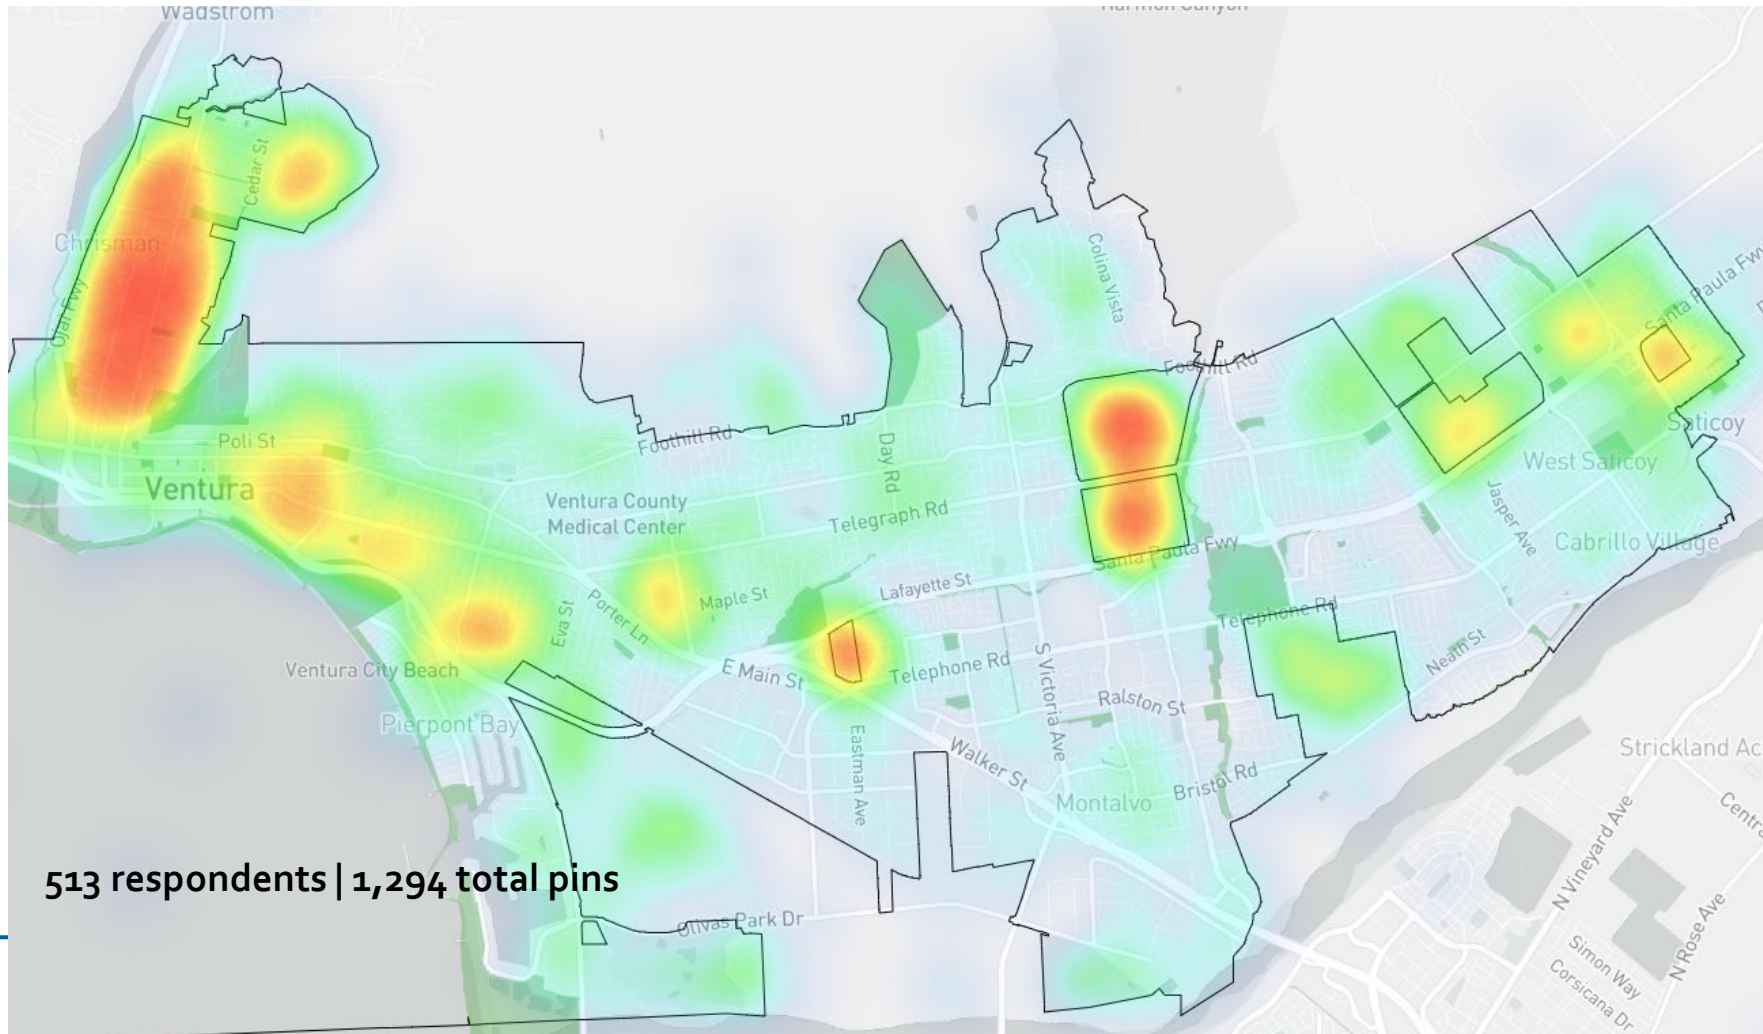 Wadstrom
Harmon Canyon
Cedar St
Chrisman
Ojai Fwy
Colina Vista
Santa Paula Fwy
Foothill Rd
Poli St
Foothill Rd
Day Rd
Saticoy
Ventura
Ventura County
Medical Center
West Saticoy
Telegraph Rd
Jasper Ave
Santa Paula Fwy
Cabrillo Village
Lafayette St
Maple St
Eva St
Porter Ln
Telephone Rd
Ventura City Beach
E Main St
Telephone Rd
S Victoria Ave
Neath St
Pierpont Bay
Ralston St
Eastman Ave
Walker St
Bristol Rd
Montalvo
Strickland Ac
Centra
N Vineyard Ave
513 respondents | 1,294 total pins
Olivas Park Dr
N Rose Ave
Simon Way
Corsicana Dr